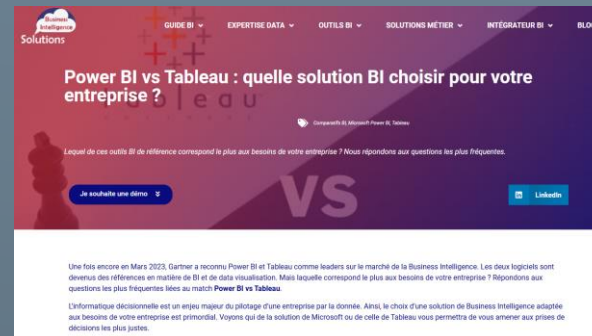 Business
Intelligence
Solutions
GUIDE BI
EXPERTISE DATA
OUTILS BI
SOLUTIONS MÉTIER
INTÉGRATEUR BI
BLOG
Power BI vs Tableau : quelle solution BI choisir pour votre
entreprise ?
Comparatifs BI, Microsoft Power BI, Tableau
Lequel de ces outils BI de référence correspond le plus aux besoins de votre entreprise ? Nous répondons aux questions les plus fréquentes.
Je souhaite une démo
VS
LinkedIn
Une fois encore en Mars 2023, Gartner a reconnu Power BI et Tableau comme leaders sur le marché de la Business Intelligence. Les deux logiciels sont
devenus des références en matière de BI et de data visualisation. Mais laquelle correspond le plus aux besoins de votre entreprise ? Répondons aux
questions les plus fréquentes liées au match Power BI vs Tableau.
L'informatique décisionnelle est un enjeu majeur du pilotage d'une entreprise par la donnée. Ainsi, le choix d'une solution de Business Intelligence adaptée
aux besoins de votre entreprise est primordial. Voyons qui de la solution de Microsoft ou de celle de Tableau vous permettra de vous amener aux prises de
décisions les plus justes.